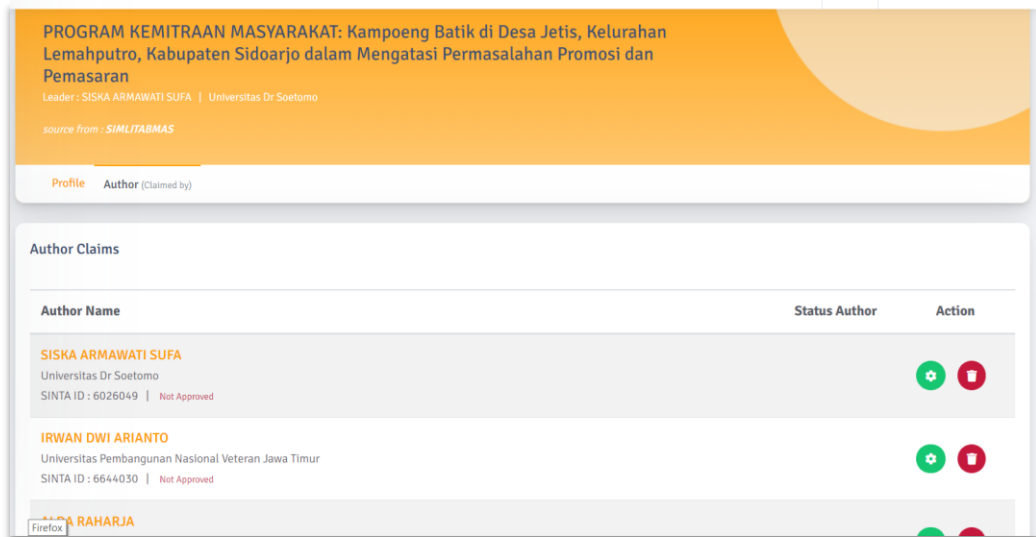 PROGRAM KEMITRAAN MASYARAKAT: Kampoeng Batik di Desa Jetis, Kelurahan
Lemahputro, Kabupaten Sidoarjo dalam Mengatasi Permasalahan Promosi dan
Pemasaran
Leader : SISKA ARMAWATI SUFA | Universitas Dr Soetomo
source from : SIMLITABMAS
Profile Author (Claimed by)
Author Claims
Author Name Status Author Action
SISKA ARMAWATI SUFA
Universitas Dr Soetomo
SINTA ID : 6026049 | Not Approved
IRWAN DWI ARIANTO
Universitas Pembangunan Nasional Veteran Jawa Timur
SINTA ID : 6644030 | Not Approved
RAHARJA
Firefox